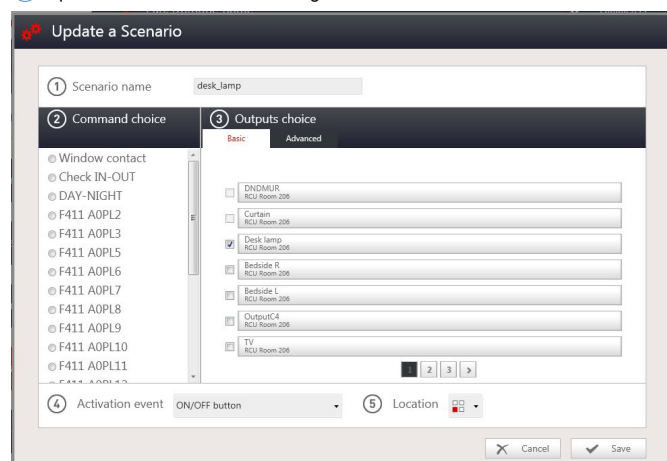 Update a Scenario
1 Scenario name desk_lamp
2 Command choice
3 Outputs choice
Basic Advanced
Window contact
Check IN-OUT
DAY-NIGHT
F411 A0PL2
F411 A0PL3
F411 A0PL5
F411 A0PL6
F411 A0PL7
F411 A0PL8
F411 A0PL9
F411 A0PL10
F411 A0PL11
DNDMUR
RCU Room 206
Curtain
RCU Room 206
Desk lamp
RCU Room 206
Bedside R
RCU Room 206
Bedside L
RCU Room 206
OutputC4
RCU Room 206
TV
RCU Room 206
1 2 3 >
4 Activation event ON/OFF button
5 Location
Cancel Save